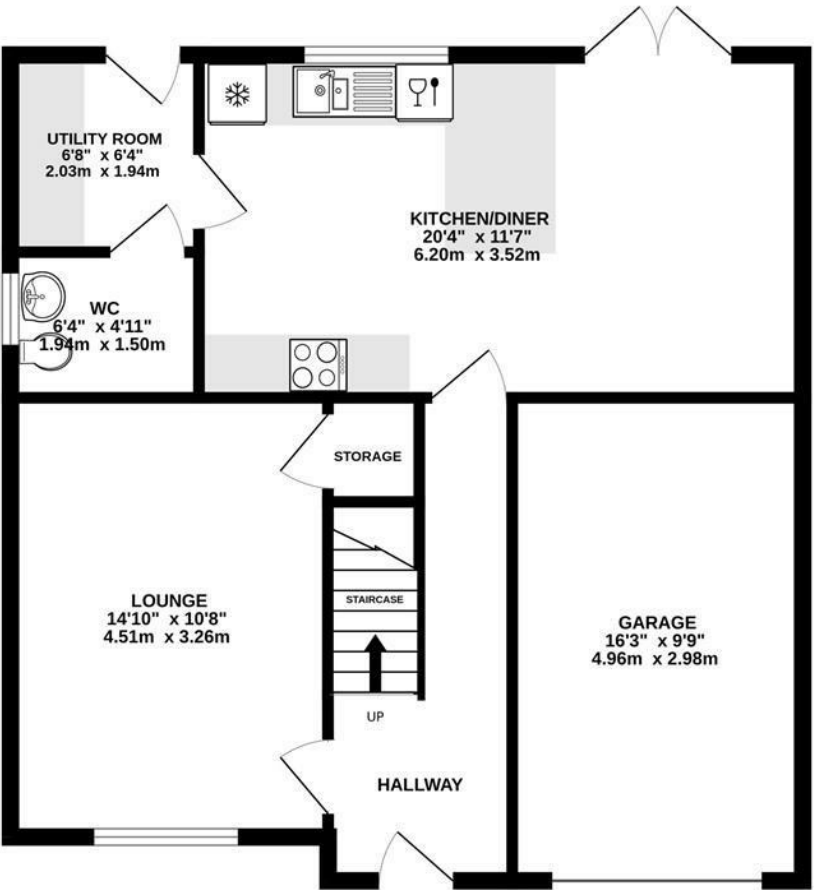 UTILITY ROOM
6'8" x 6'4"
2.03m x 1.94m
KITCHEN/DINER
20'4" x 11'7"
6.20m x 3.52m
WC
6'4" x 4'11"
1.94m x 1.50m
STORAGE
STAIRCASE
UP
LOUNGE
14'10" x 10'8"
4.51m x 3.26m
GARAGE
16'3" x 9'9"
4.96m x 2.98m
HALLWAY